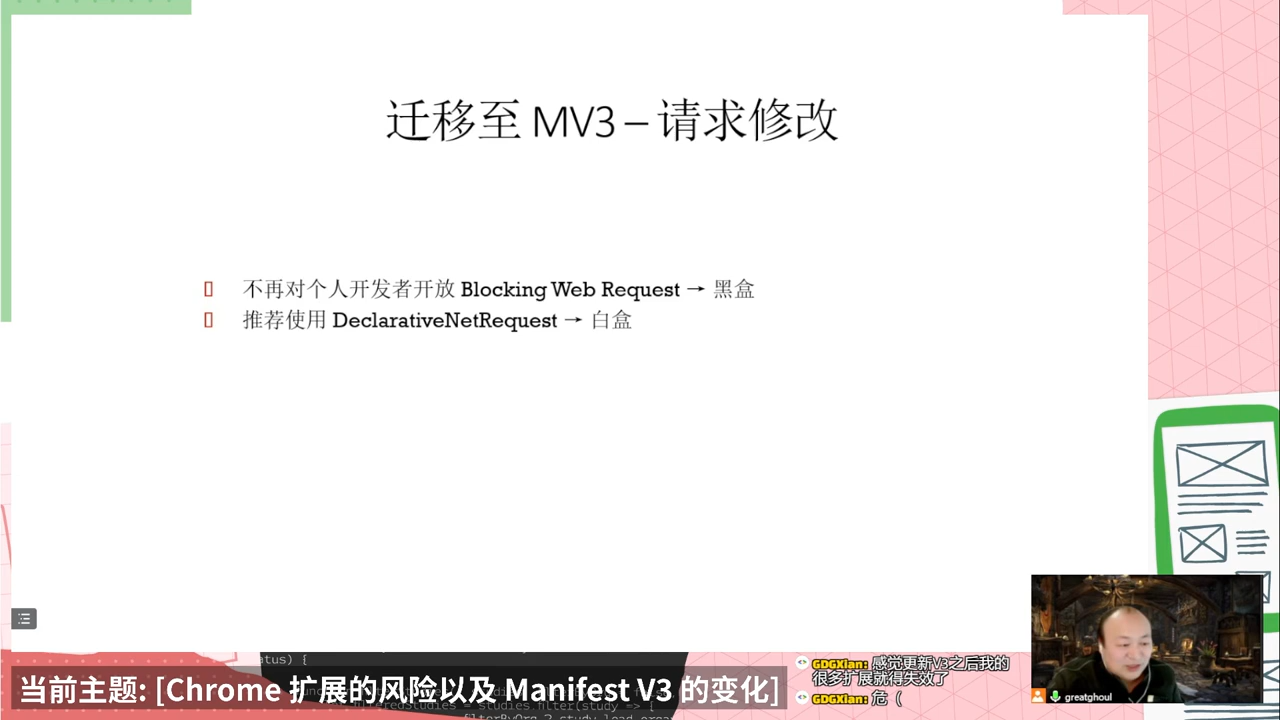 迁移至 MV3 – 请求修改
不再对个人开发者开放 Blocking Web Request → 黑盒
推荐使用 DeclarativeNetRequest → 白盒
atus) {
当前主题: [Chrome 扩展的风险以及 Manifest V3 的变化]
GDGXian: 感觉更新V3之后我的
很多扩展就得失效了
GDGXian: 危（
greatghoul